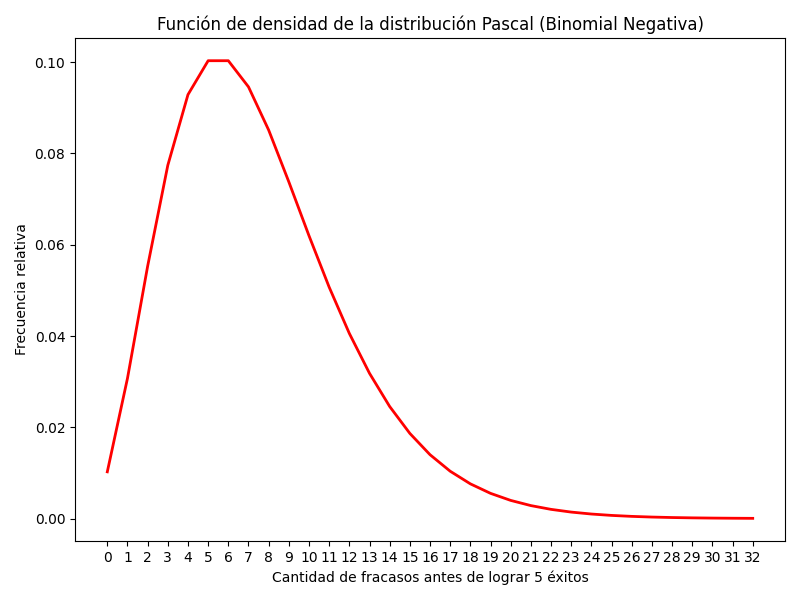 Función de densidad de la distribución Pascal (Binomial Negativa)
Frecuencia relativa
0.10
0.08
0.06
0.04
0.02
0.00
0 1 2 3 4 5 6 7 8 9 10 11 12 13 14 15 16 17 18 19 20 21 22 23 24 25 26 27 28 29 30 31 32
Cantidad de fracasos antes de lograr 5 éxitos